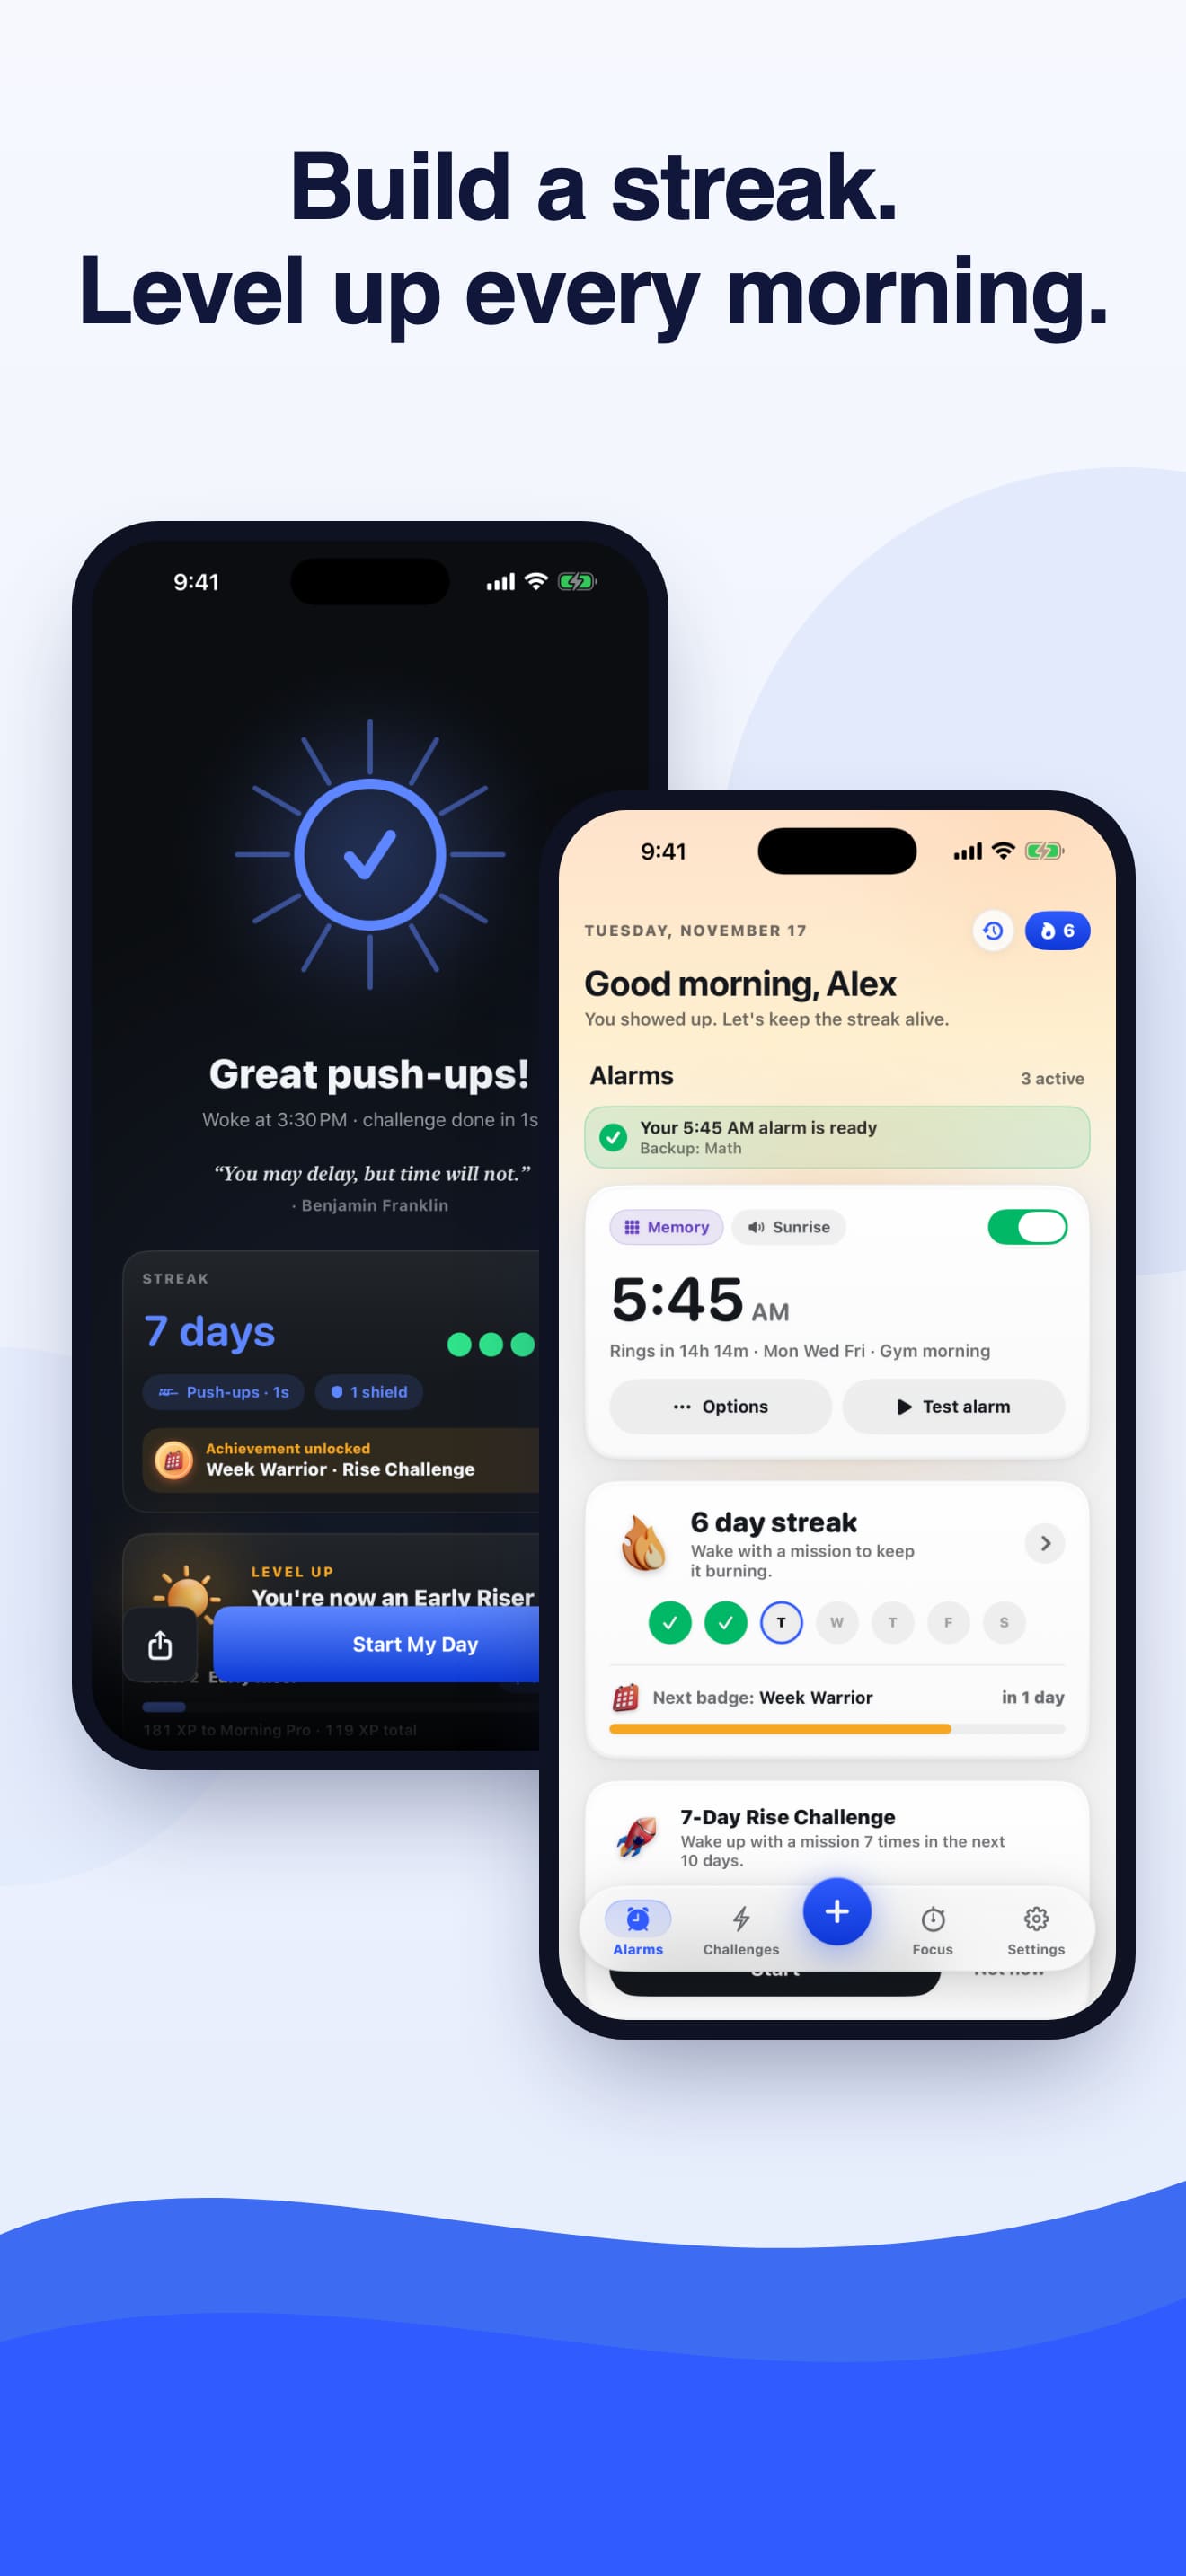 Build a streak.
Level up every morning.
9:41
Great push-ups!
Woke at 3:30 PM · challenge done in 1s
“You may delay, but time will not.”
· Benjamin Franklin
STREAK
7 days
Push-ups · 1s
1 shield
Achievement unlocked
Week Warrior · Rise Challenge
LEVEL UP
You're now an Early Riser
Start My Day
181 XP to Morning Pro · 119 XP total
9:41
TUESDAY, NOVEMBER 17
6
Good morning, Alex
You showed up. Let's keep the streak alive.
Alarms
3 active
Your 5:45 AM alarm is ready
Backup: Math
Memory
Sunrise
5:45 AM
Rings in 14h 14m · Mon Wed Fri · Gym morning
Options
Test alarm
6 day streak
Wake with a mission to keep
it burning.
T W T F S
Next badge: Week Warrior
in 1 day
7-Day Rise Challenge
Wake up with a mission 7 times in the next
10 days.
Alarms
Challenges
Focus
Settings